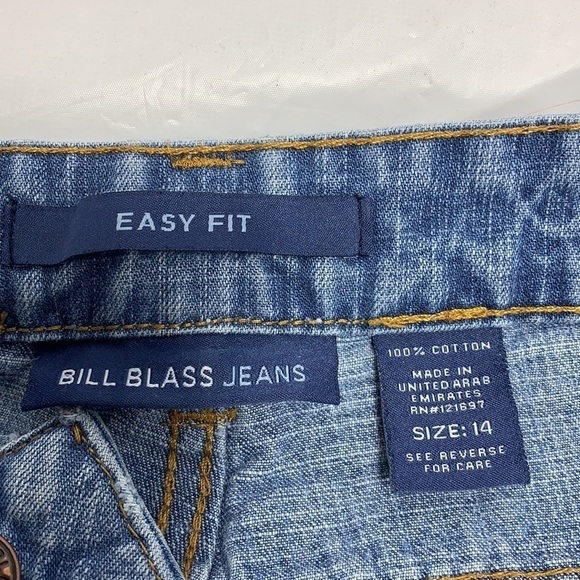 EASY FIT
BILL BLASS JEANS
100% COTTON
MADE IN
UNITED ARAB
EMIRATES
RN#121697
SIZE: 14
SEE REVERSE
FOR CARE